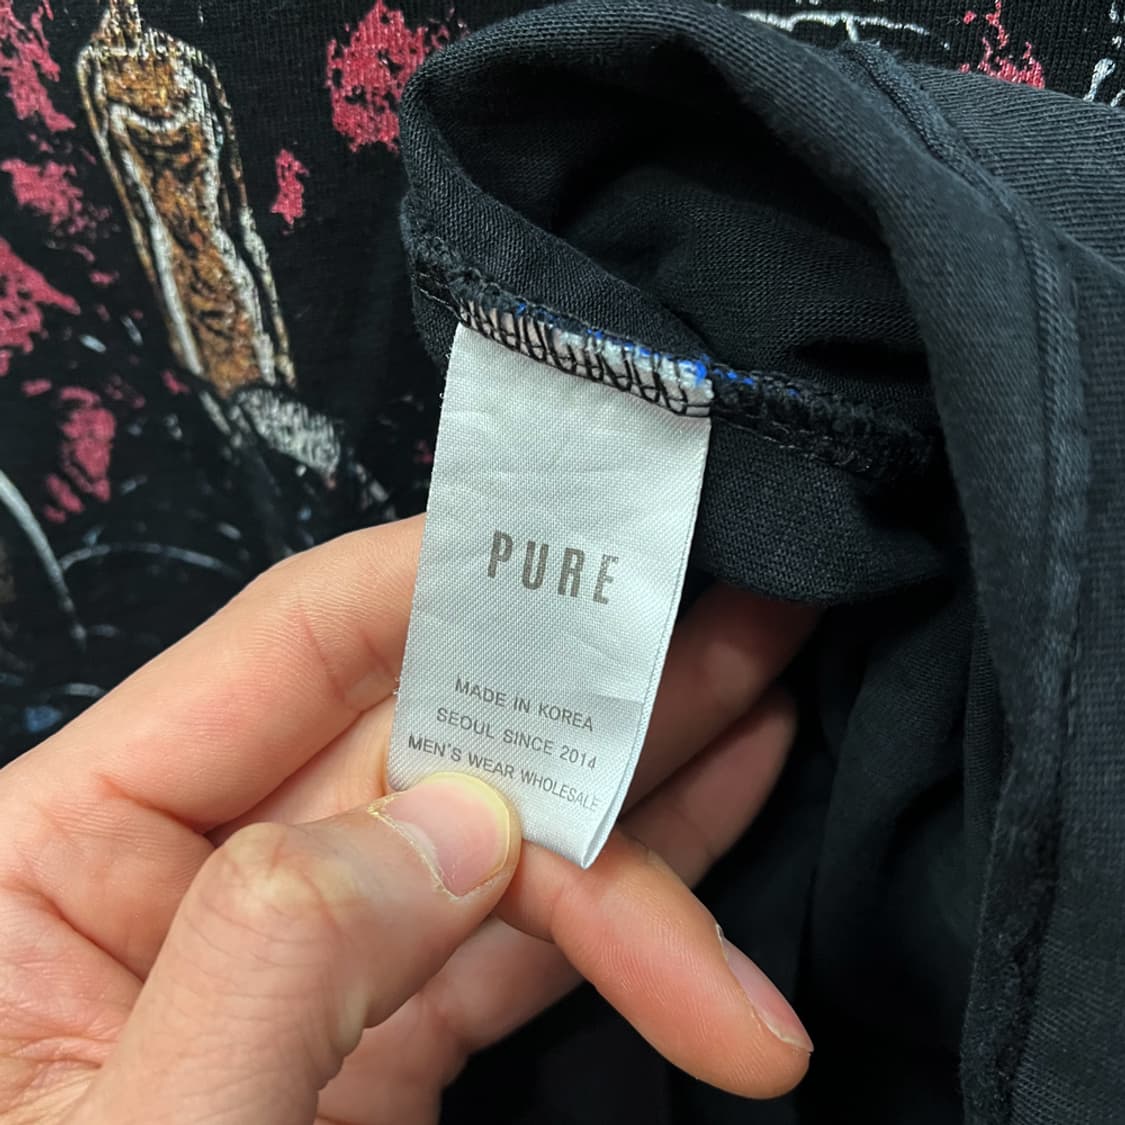 PURE
MADE IN KOREA
SEOUL SINCE 2014
MEN'S WEAR WHOLESALE